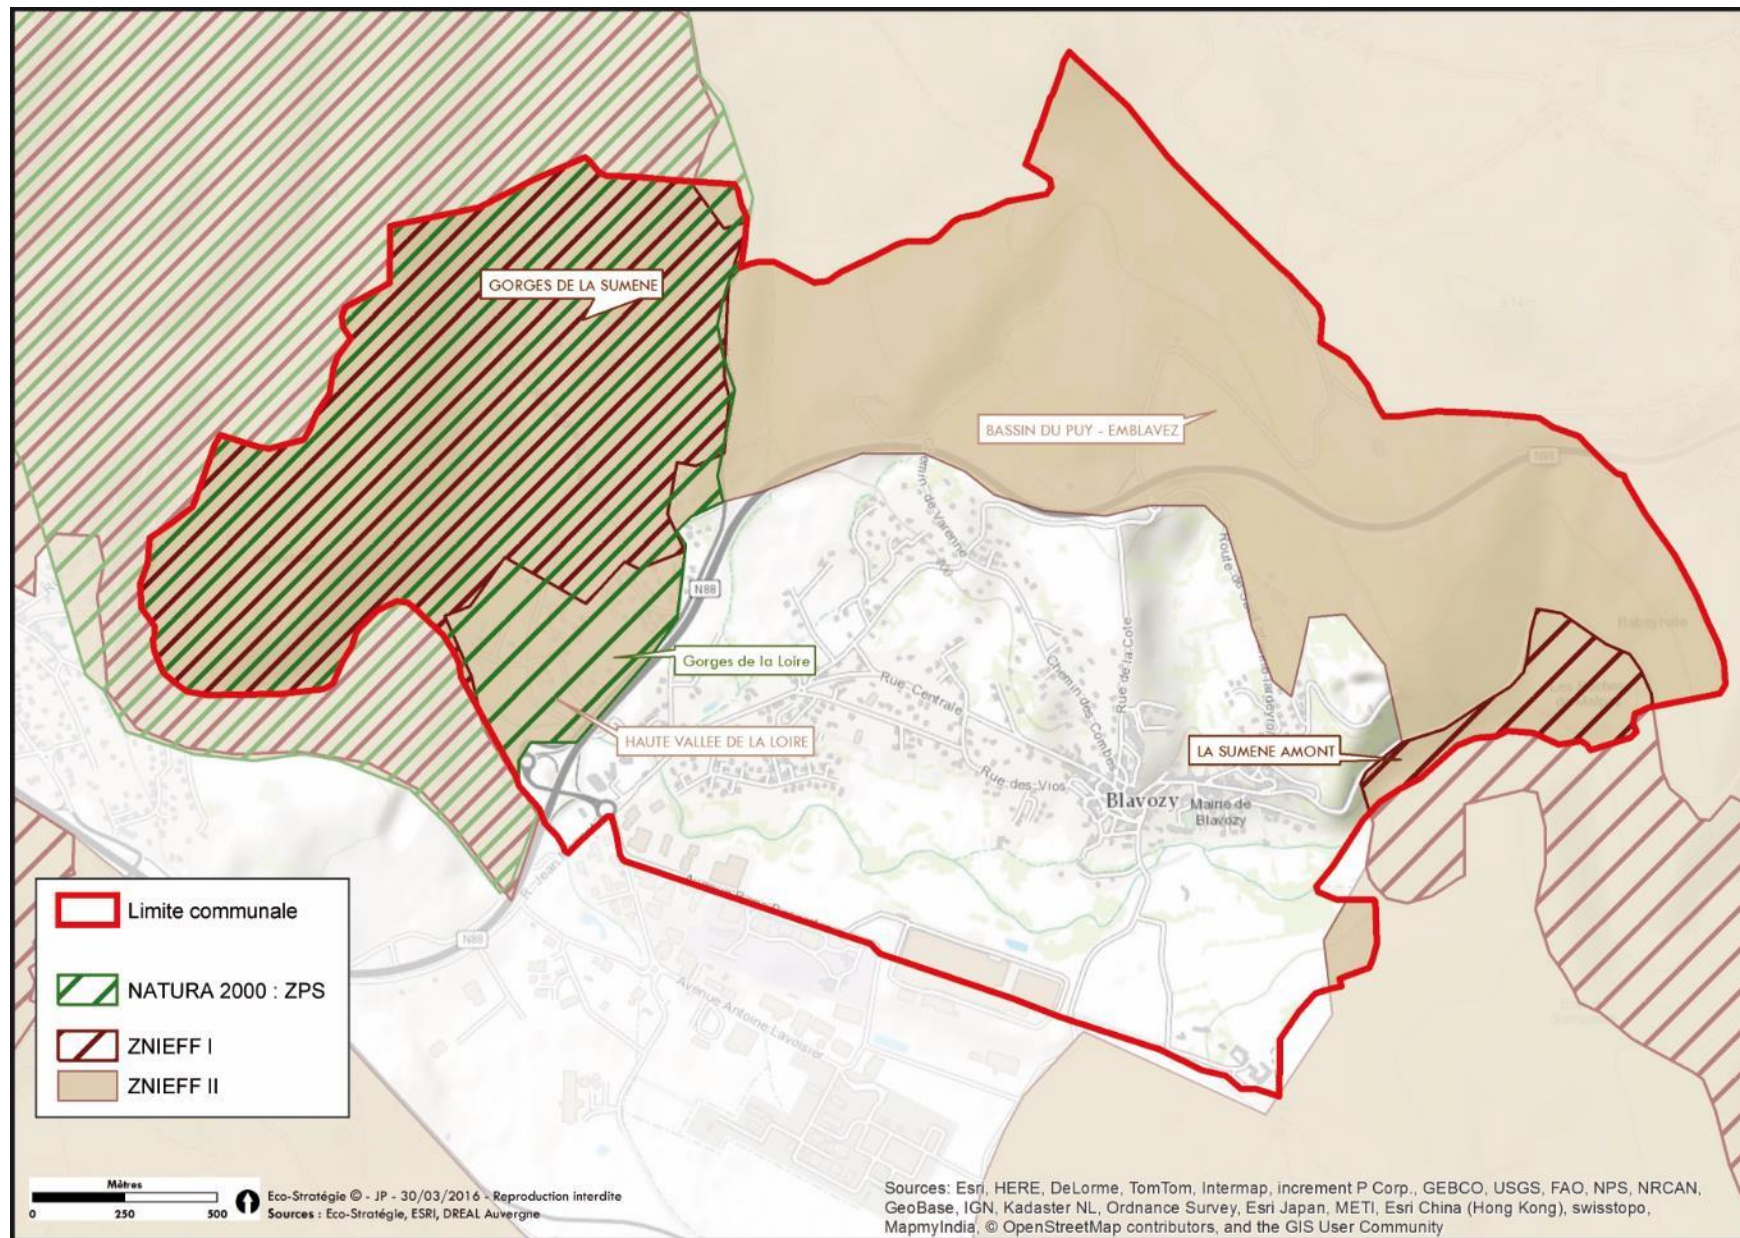 GORGES DE LA SUMENE
BASSIN DU PUY - EMBLAVEZ
N88
Chemin de Varenne
N88
Rabeyrolle
Gorges de la Loire
Rue Centrale
Chemin des Combes
Rue de la Cote
HAUTE VALLEE DE LA LOIRE
LA SUMENE AMONT
Rue des Vios
Blavozy
Mairie de
Blavozy
Limite communale
N88
Avenue Antoine Lavoisier
NATURA 2000 : ZPS
ZNIEFF I
ZNIEFF II
Mètres
0 250 500
Eco-Stratégie © - JP - 30/03/2016 - Reproduction interdite
Sources : Eco-Stratégie, ESRI, DREAL Auvergne
Sources: Esri, HERE, DeLorme, TomTom, Intermap, increment P Corp., GEBCO, USGS, FAO, NPS, NRCAN,
GeoBase, IGN, Kadaster NL, Ordnance Survey, Esri Japan, METI, Esri China (Hong Kong), swisstopo,
MapmyIndia, © OpenStreetMap contributors, and the GIS User Community